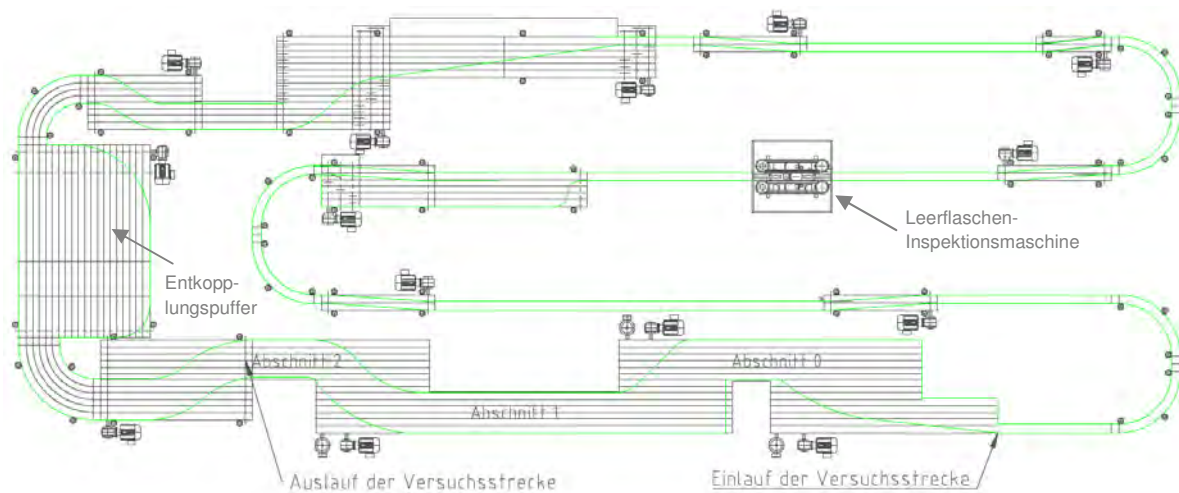 Leerflaschen-
Inspektionsmaschine
Entkopp-
lungspuffer
Abschnitt 2
Abschnitt 0
Abschnitt 1
Auslauf der Versuchsstrecke
Einlauf der Versuchsstrecke